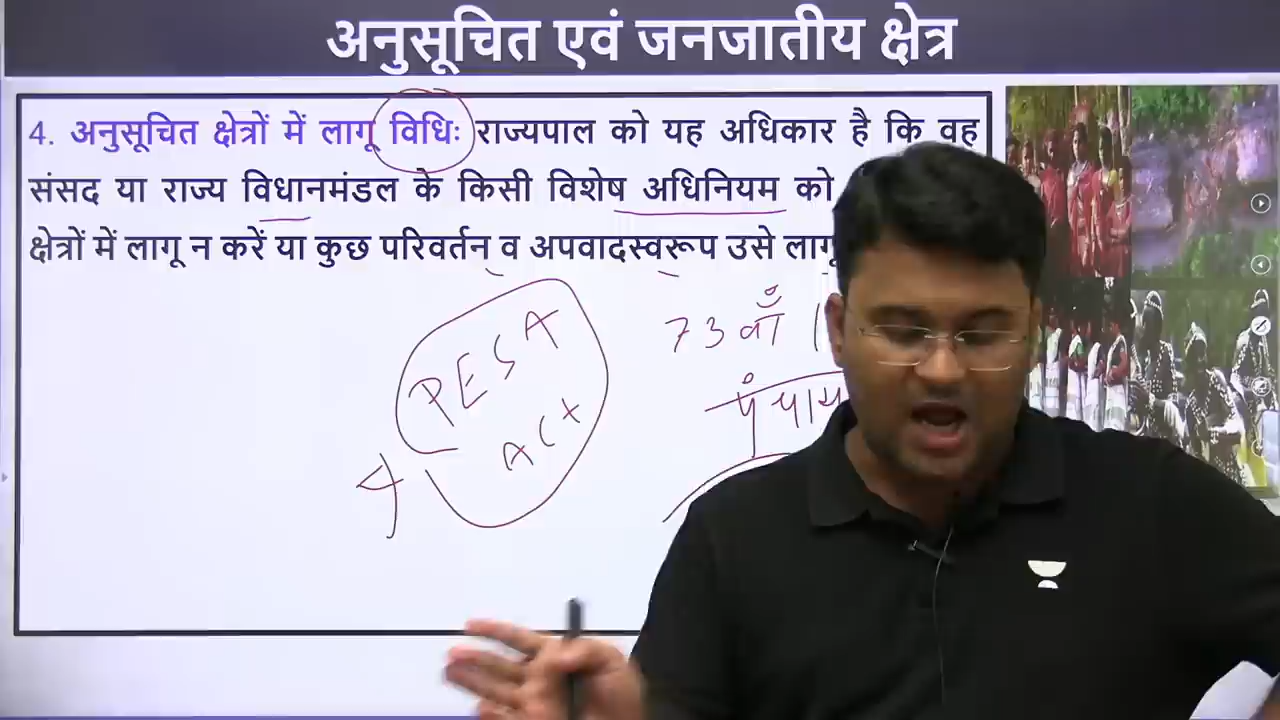 अनुसूचित एवं जनजातीय क्षेत्र
4. अनुसूचित क्षेत्रों में लागू विधिः राज्यपाल को यह अधिकार है कि वह
संसद या राज्य विधानमंडल के किसी विशेष अधिनियम को
क्षेत्रों में लागू न करें या कुछ परिवर्तन व अपवादस्वरूप उसे लागू
PESA
ACT
73 वाँ